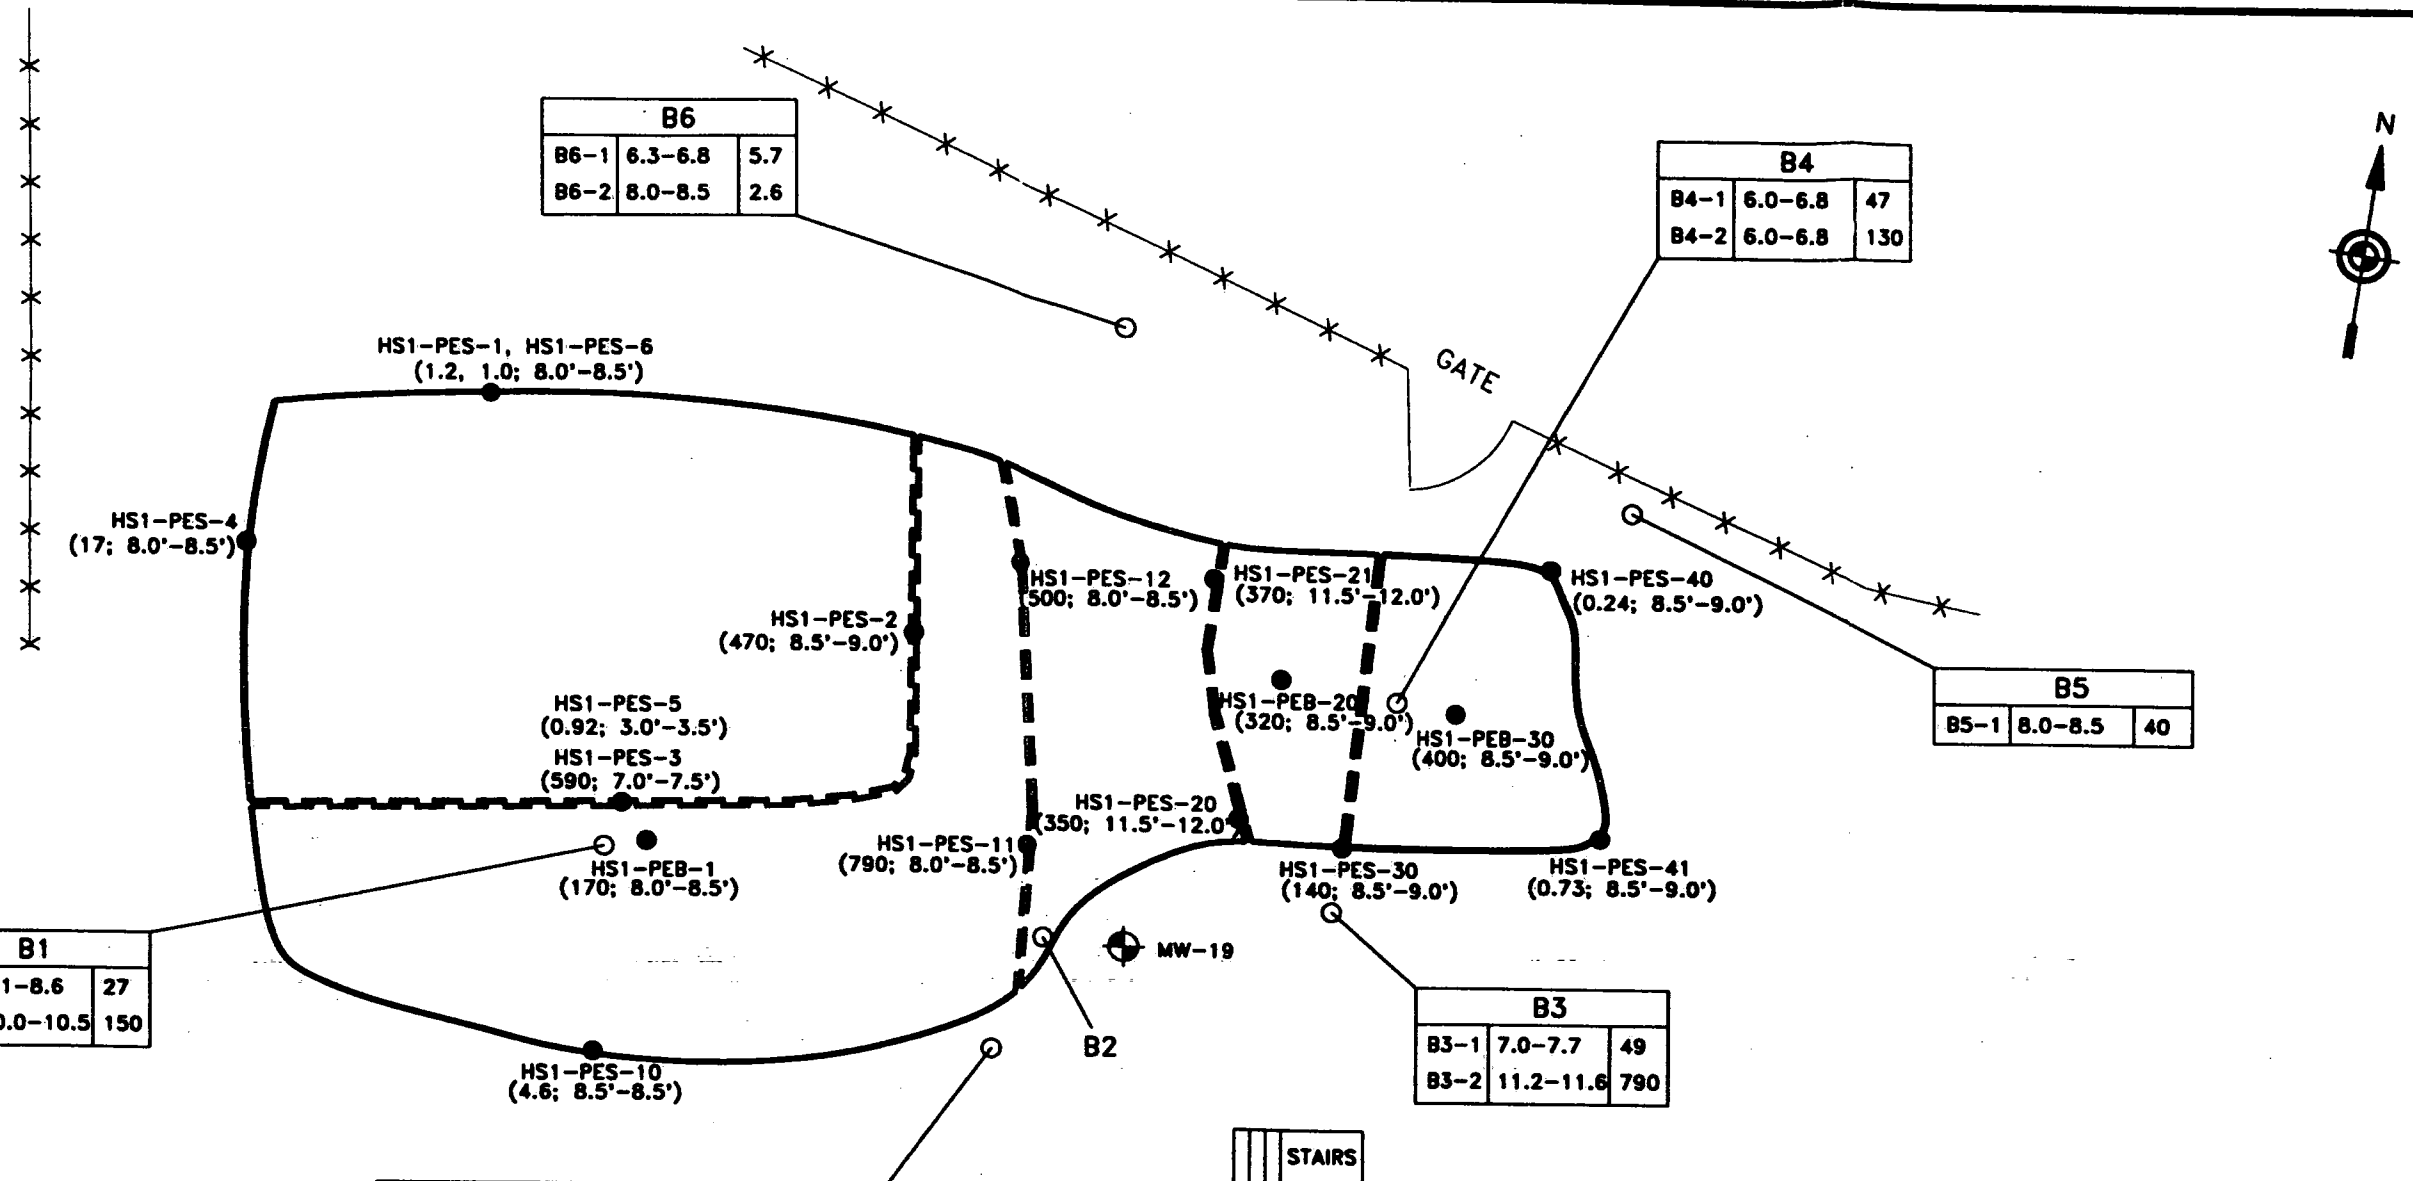 N
B6
B6-1 6.3-6.8 5.7
B6-2 8.0-8.5 2.6
B4
B4-1 6.0-6.8 47
B4-2 6.0-6.8 130
GATE
HS1-PES-1, HS1-PES-6
(1.2, 1.0; 8.0'-8.5')
HS1-PES-4
(17; 8.0'-8.5')
HS1-PES-12
500; 8.0'-8.5')
HS1-PES-21
(370; 11.5'-12.0')
HS1-PES-40
(0.24; 8.5'-9.0')
HS1-PES-2
(470; 8.5'-9.0')
HS1-PES-5
(0.92; 3.0'-3.5')
HS1-PES-3
(590; 7.0'-7.5')
HS1-PEB-20
(320; 8.5'-9.0')
HS1-PEB-30
(400; 8.5'-9.0')
B5
B5-1 8.0-8.5 40
HS1-PES-20
(350; 11.5'-12.0'
HS1-PES-11
(790; 8.0'-8.5')
HS1-PEB-1
(170; 8.0'-8.5')
HS1-PES-30
(140; 8.5'-9.0')
HS1-PES-41
(0.73; 8.5'-9.0')
B1
1-8.6 27
0.0-10.5 150
MW-19
B2
B3
B3-1 7.0-7.7 49
B3-2 11.2-11.6 790
HS1-PES-10
(4.6; 8.5'-8.5')
STAIRS